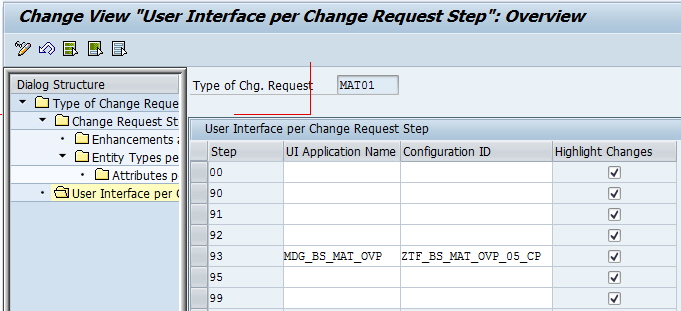 Change View "User Interface per Change Request Step": Overview
Dialog Structure
Type of Change Reque
Change Request St
Enhancements a
Entity Types pe
Attributes p
User Interface per C
Type of Chg. Request MAT01
User Interface per Change Request Step
Step UI Application Name Configuration ID Highlight Changes
00
90
91
92
93 MDG_BS_MAT_OVP ZTF_BS_MAT_OVP_05_CP
95
99